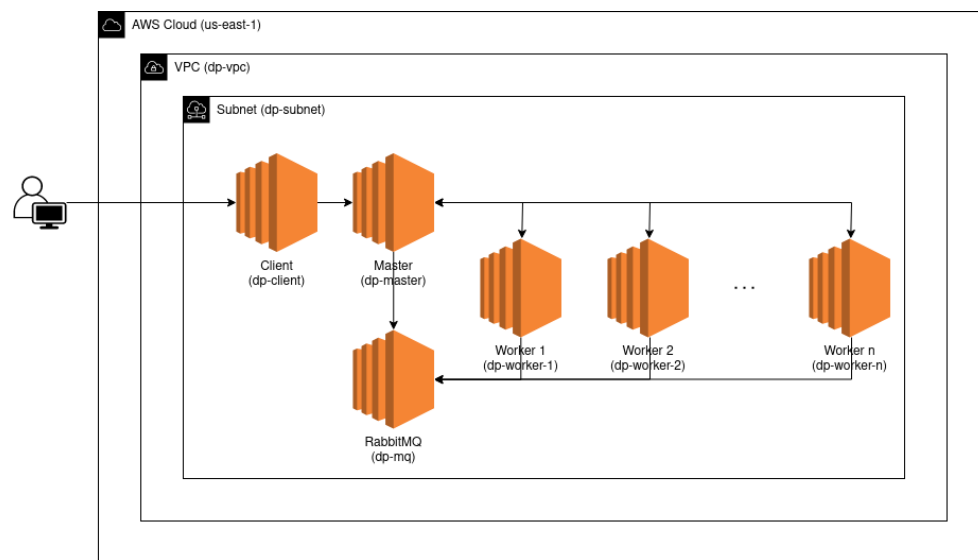 AWS Cloud (us-east-1)
VPC (dp-vpc)
Subnet (dp-subnet)
Client
(dp-client)
Master
(dp-master)
Worker 1
(dp-worker-1)
Worker 2
(dp-worker-2)
...
Worker n
(dp-worker-n)
RabbitMQ
(dp-mq)